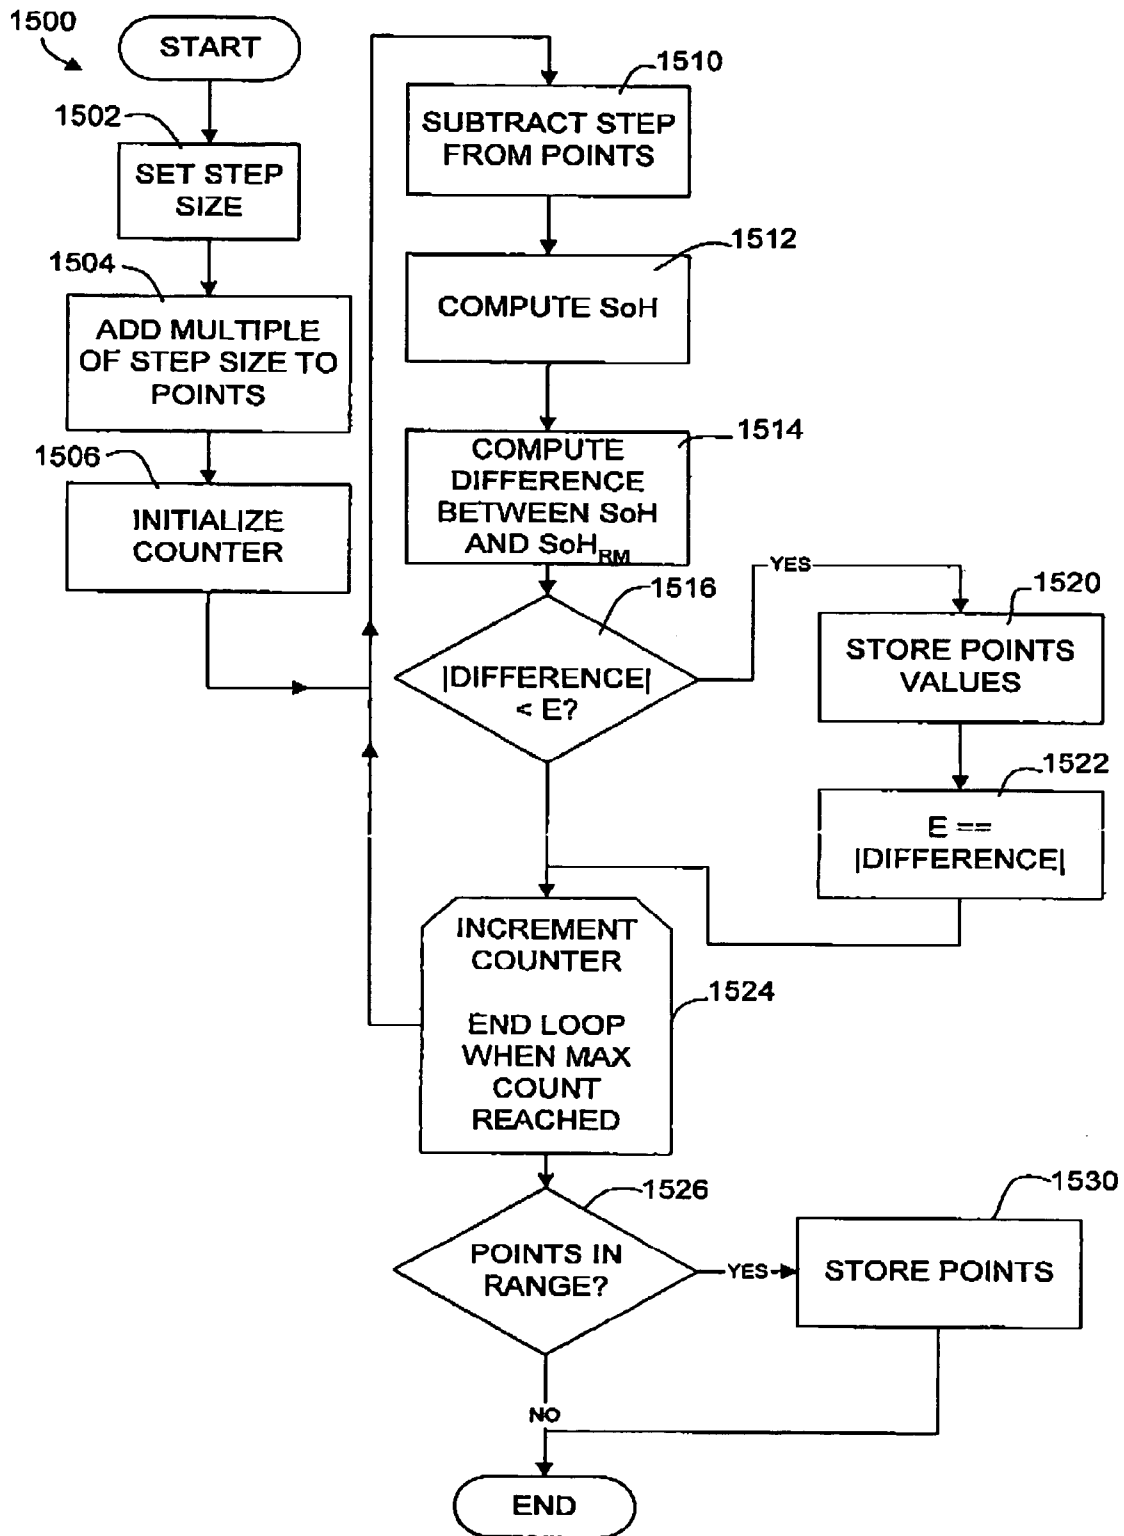 1500
START
1502
SET STEP
SIZE
1504
ADD MULTIPLE
OF STEP SIZE TO
POINTS
1506
INITIALIZE
COUNTER
1510
SUBTRACT STEP
FROM POINTS
1512
COMPUTE SoH
1514
COMPUTE
DIFFERENCE
BETWEEN SoH
AND SoH_RM
1516
|DIFFERENCE|
< E?
YES
1520
STORE POINTS
VALUES
1522
E ==
|DIFFERENCE|
INCREMENT
COUNTER
END LOOP
WHEN MAX
COUNT
REACHED
1524
1526
POINTS IN
RANGE?
YES
1530
STORE POINTS
NO
END